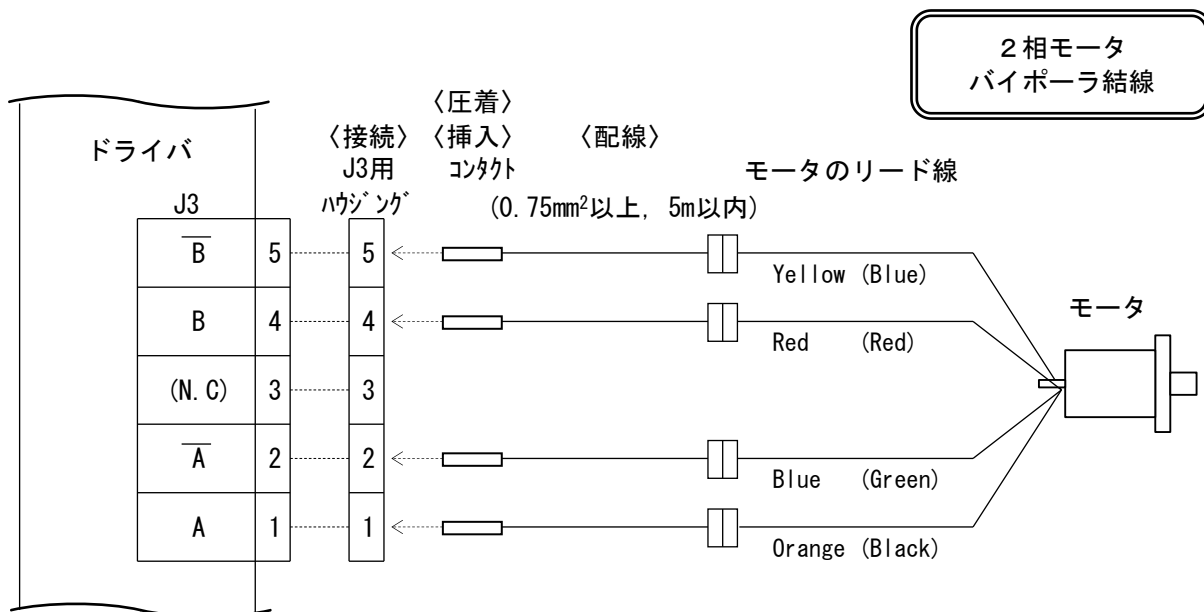 ２相モータ
バイポーラ結線
〈圧着〉
〈接続〉 〈挿入〉 〈配線〉
ドライバ J3用 ｺﾝﾀｸﾄ モータのリード線
J3 ﾊｳｼﾞﾝｸﾞ (0.75mm²以上, 5m以内)
B̅ 5 5 Yellow (Blue)
B 4 4 Red (Red)
モータ
(N.C) 3 3
A̅ 2 2 Blue (Green)
A 1 1 Orange (Black)